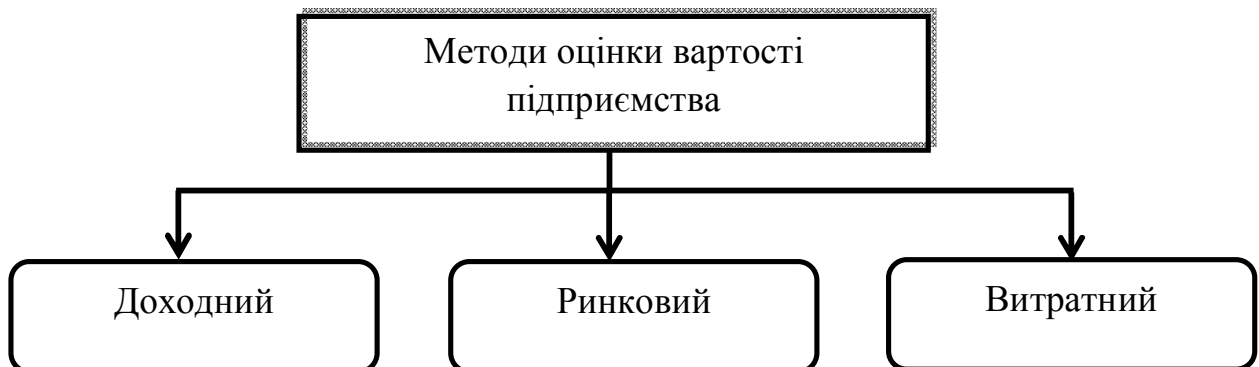 Методи оцінки вартості
підприємства
Доходний
Ринковий
Витратний